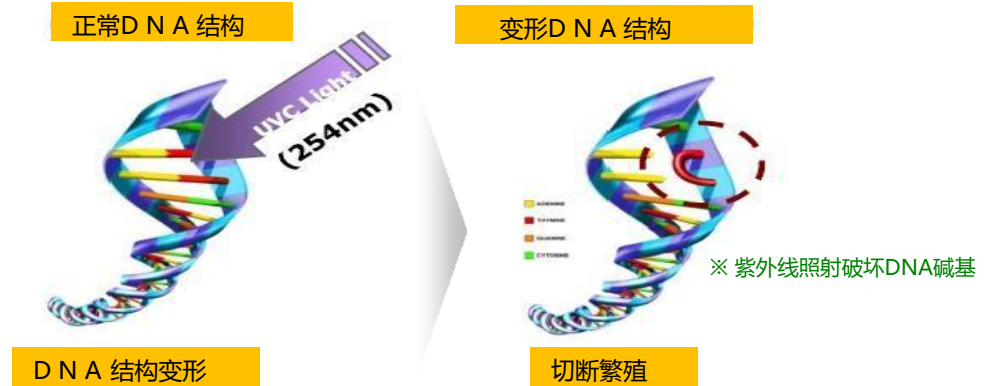 正常D N A 结构
变形D N A 结构
UVC Light
(254nm)
ADENINE
THYMINE
GUANINE
CYTOSINE
※ 紫外线照射破坏DNA碱基
D N A 结构变形
切断繁殖